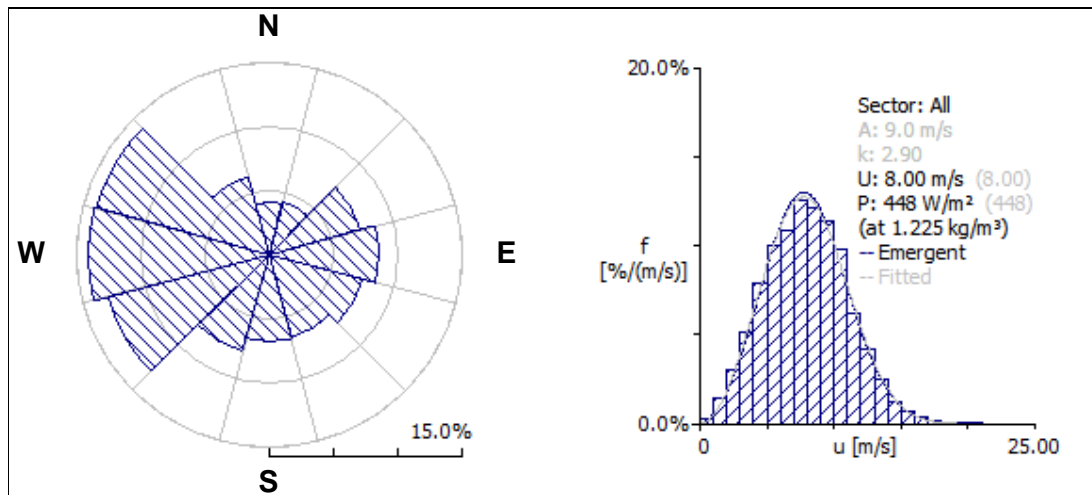 N
W
E
S
15.0%
20.0%
f
[%/(m/s)]
0.0%
0
u [m/s]
25.00
Sector: All
A: 9.0 m/s
k: 2.90
U: 8.00 m/s (8.00)
P: 448 W/m² (448)
(at 1.225 kg/m³)
-- Emergent
-- Fitted